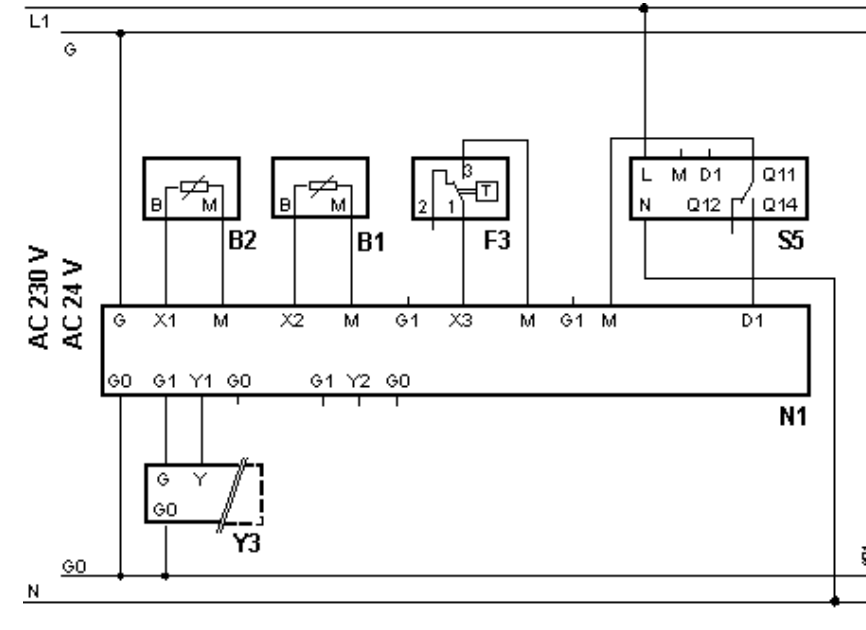 L1
G
B M
B2
B M
B1
3
2 1 T
F3
L M D1 Q11
N Q12 Q14
S5
AC 230 V
AC 24 V
G X1 M X2 M G1 X3 M G1 M D1
G0 G1 Y1 G0 G1 Y2 G0
N1
G Y
G0
Y3
G0
N